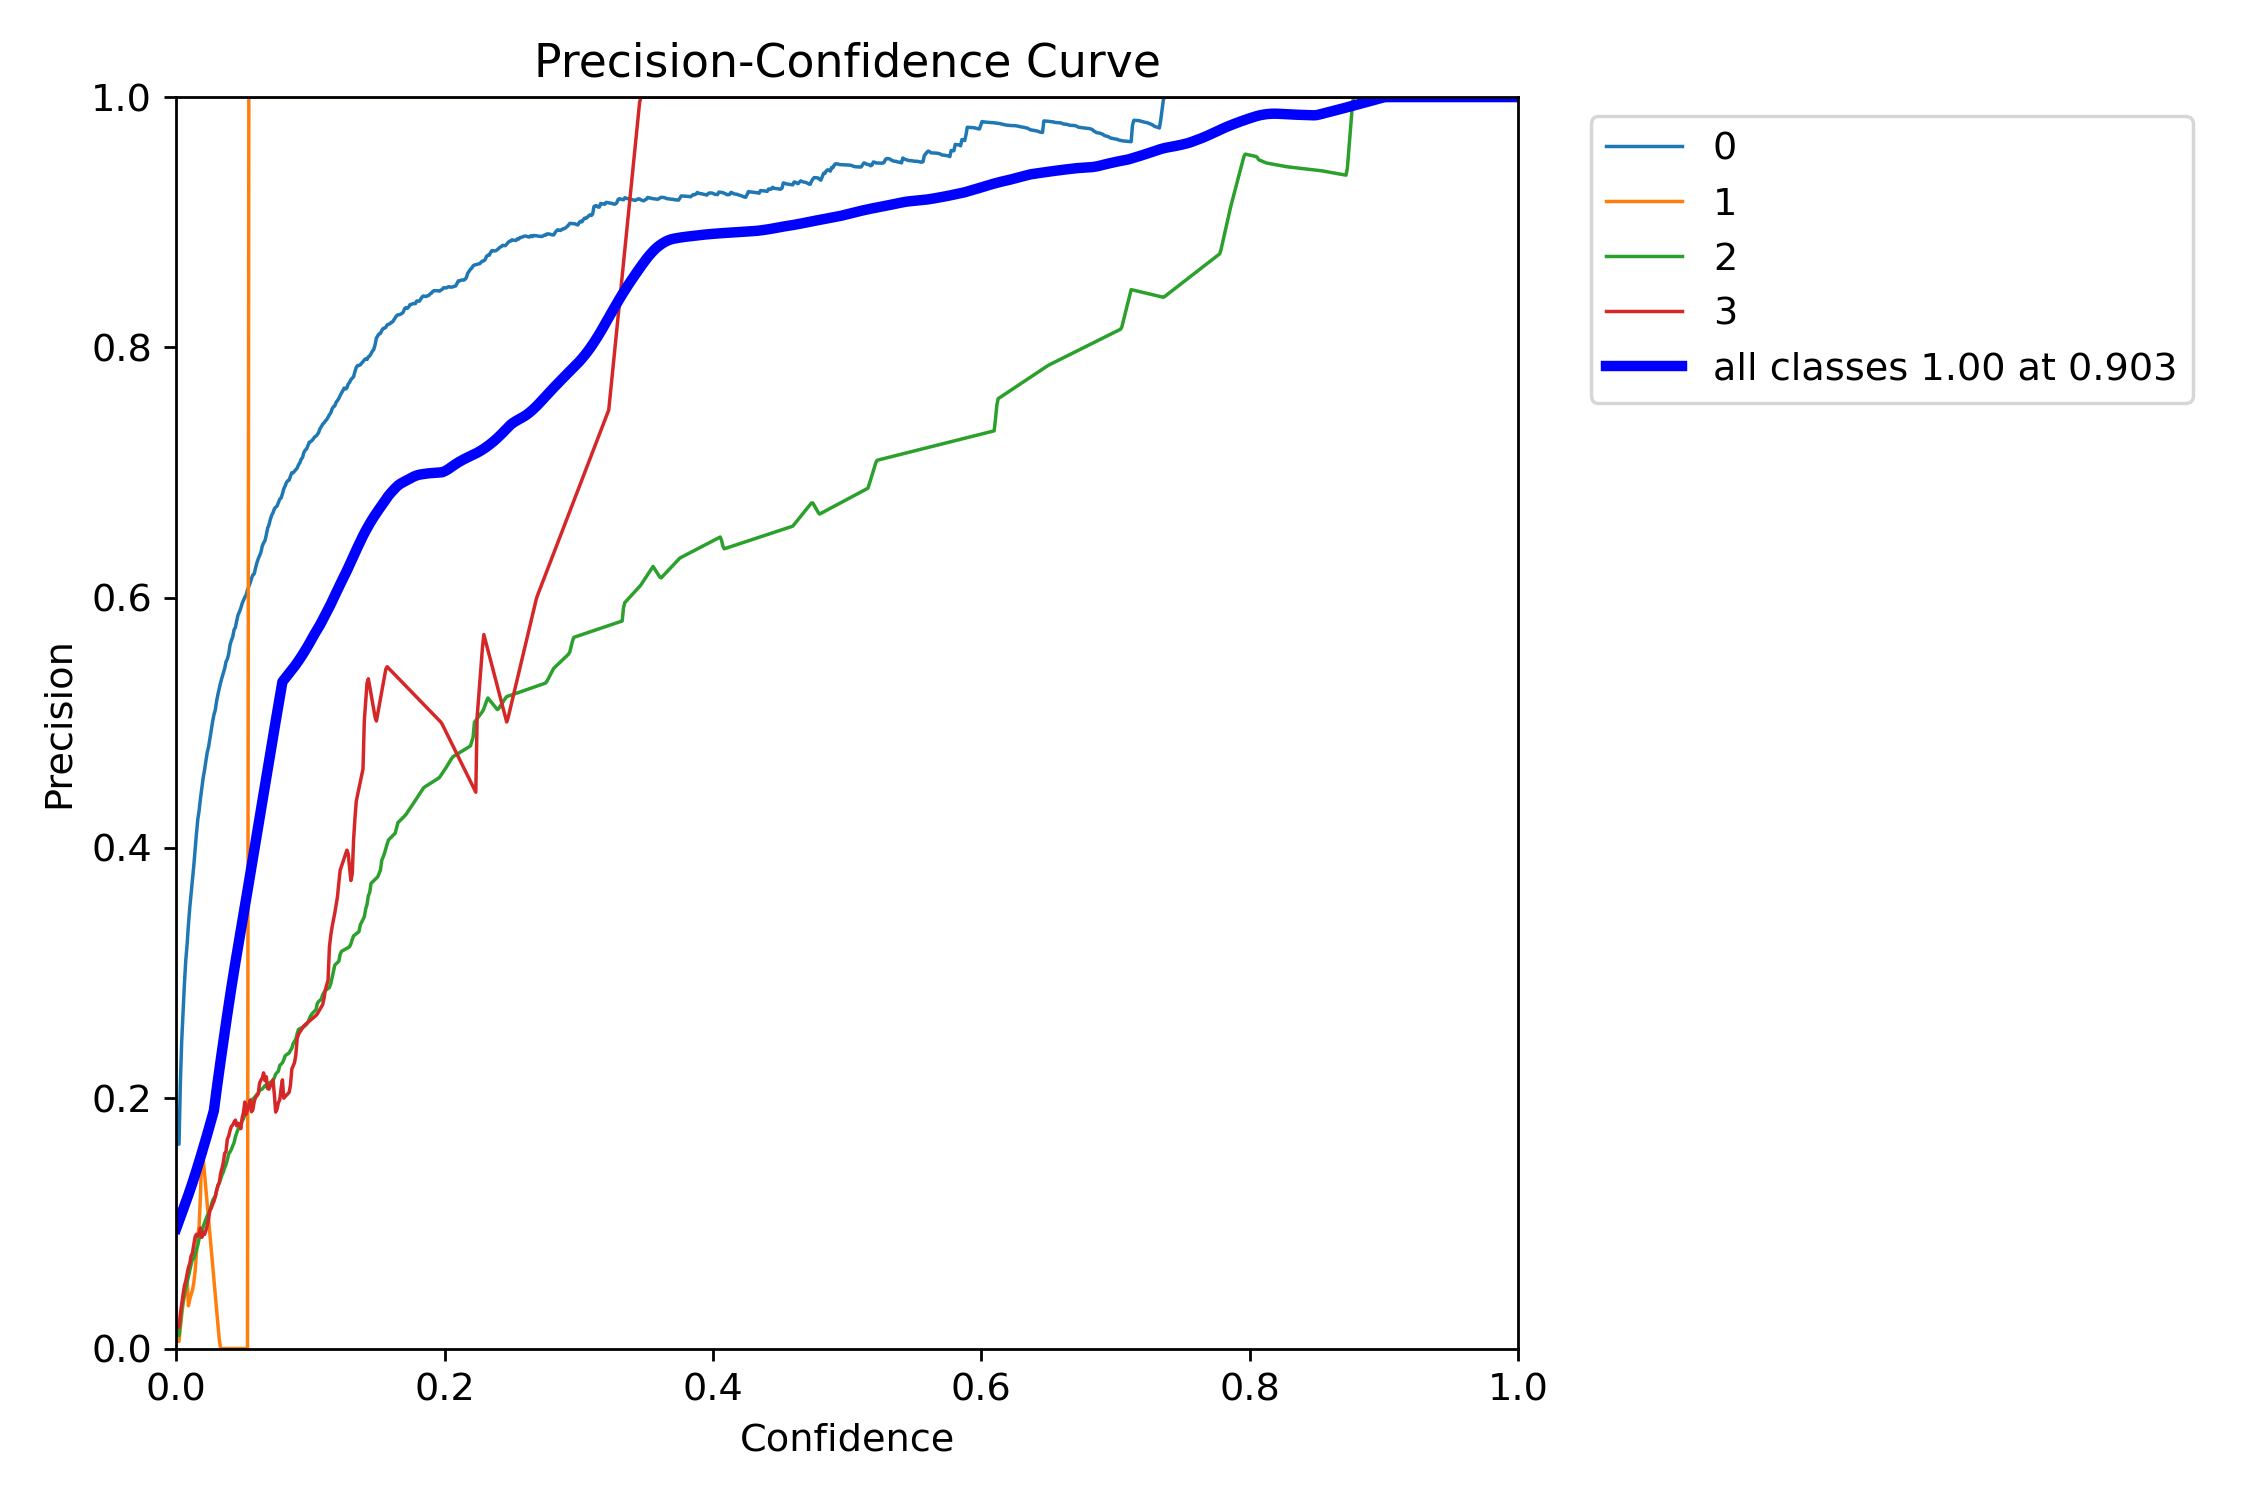 Precision-Confidence Curve
1.0
0.8
0.6
0.4
0.2
0.0
Precision
0.0 0.2 0.4 0.6 0.8 1.0
Confidence
0
1
2
3
all classes 1.00 at 0.903